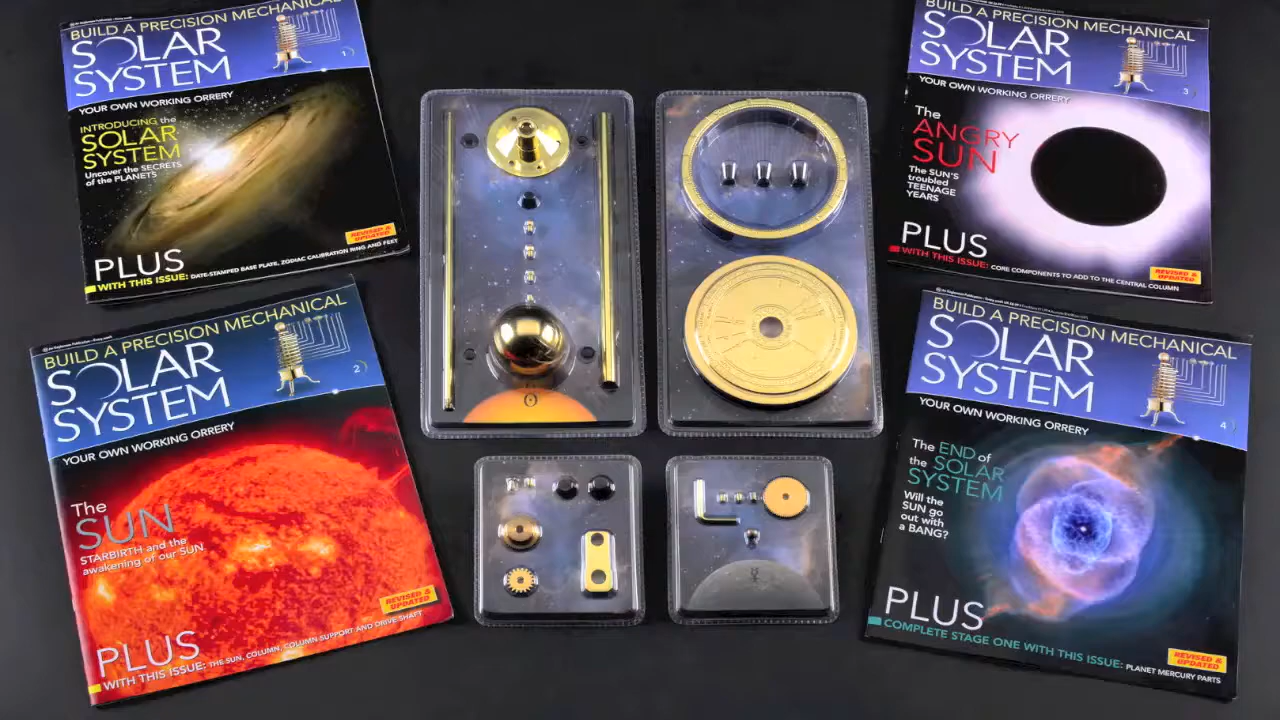 BUILD A PRECISION MECHANICAL
SOLAR
SYSTEM
1
YOUR OWN WORKING ORRERY
INTRODUCING the
SOLAR
SYSTEM
Uncover the SECRETS
of the PLANETS
REVISED &
UPDATED
PLUS
WITH THIS ISSUE: DATE-STAMPED BASE PLATE, ZODIAC CALIBRATION RING AND FEET
BUILD A PRECISION MECHANICAL
SOLAR
SYSTEM
3
YOUR OWN WORKING ORRERY
The
ANGRY
SUN
The SUN'S
troubled
TEENAGE
YEARS
PLUS
REVISED &
UPDATED
WITH THIS ISSUE: CORE COMPONENTS TO ADD TO THE CENTRAL COLUMN
BUILD A PRECISION MECHANICAL
SOLAR
SYSTEM
2
YOUR OWN WORKING ORRERY
The
SUN
STARBIRTH and the
awakening of our SUN
REVISED &
UPDATED
PLUS
WITH THIS ISSUE: THE SUN, COLUMN, COLUMN SUPPORT AND DRIVE SHAFT
BUILD A PRECISION MECHANICAL
SOLAR
SYSTEM
4
YOUR OWN WORKING ORRERY
The END of
the SOLAR
SYSTEM
Will the
SUN go
out with
a BANG?
PLUS
REVISED &
UPDATED
COMPLETE STAGE ONE WITH THIS ISSUE: PLANET MERCURY PARTS